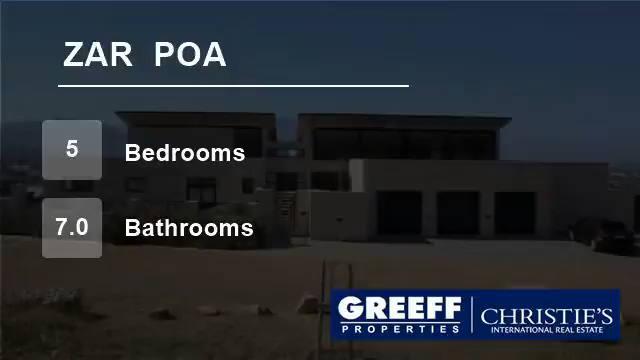 ZAR POA
5
Bedrooms
7.0
Bathrooms
GREEFF
PROPERTIES
CHRISTIE'S
INTERNATIONAL REAL ESTATE